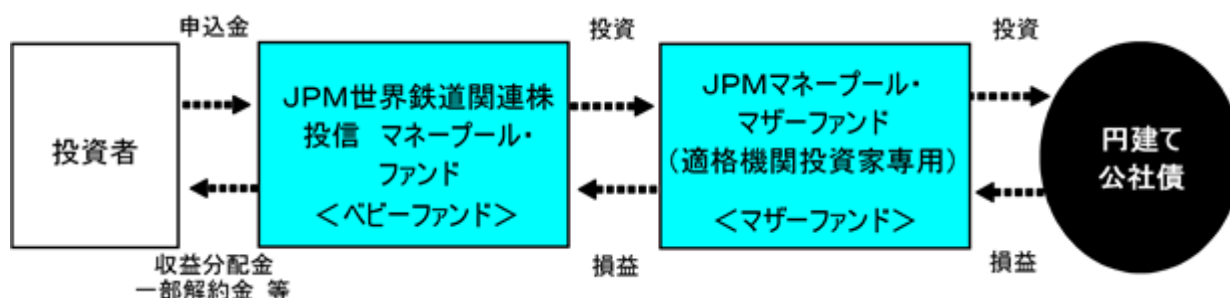 申込金
投資
投資
投資者
JPM世界鉄道関連株
投信 マネープール・
ファンド
＜ベビーファンド＞
JPMマネープール・
マザーファンド
（適格機関投資家専用）
＜マザーファンド＞
円建て
公社債
収益分配金
一部解約金 等
損益
損益